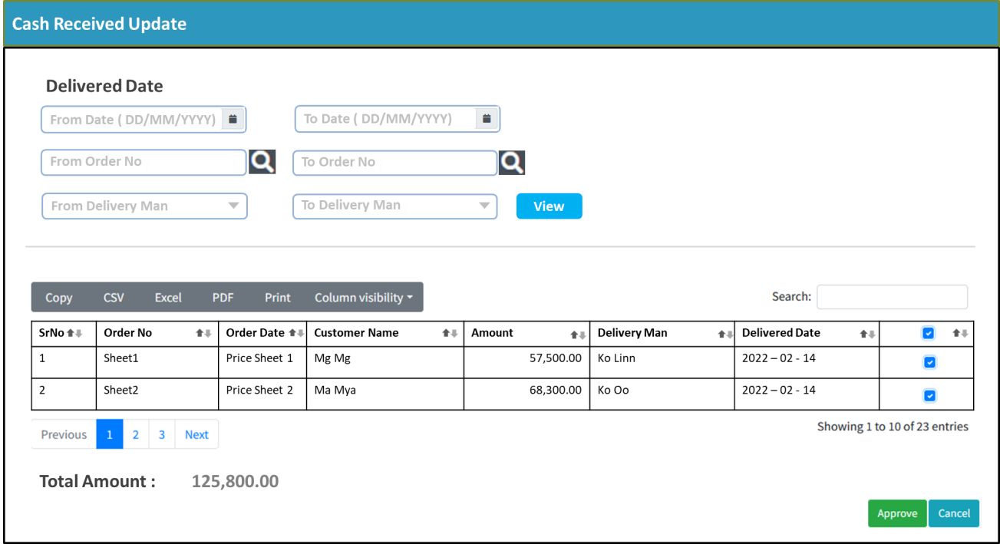 Cash Received Update
Delivered Date
From Date ( DD/MM/YYYY) To Date ( DD/MM/YYYY)
From Order No To Order No
From Delivery Man To Delivery Man View
Copy CSV Excel PDF Print Column visibility Search:
SrNo Order No Order Date Customer Name Amount Delivery Man Delivered Date
1 Sheet1 Price Sheet 1 Mg Mg 57,500.00 Ko Linn 2022 – 02 - 14
2 Sheet2 Price Sheet 2 Ma Mya 68,300.00 Ko Oo 2022 – 02 - 14
Previous 1 2 3 Next Showing 1 to 10 of 23 entries
Total Amount : 125,800.00
Approve Cancel